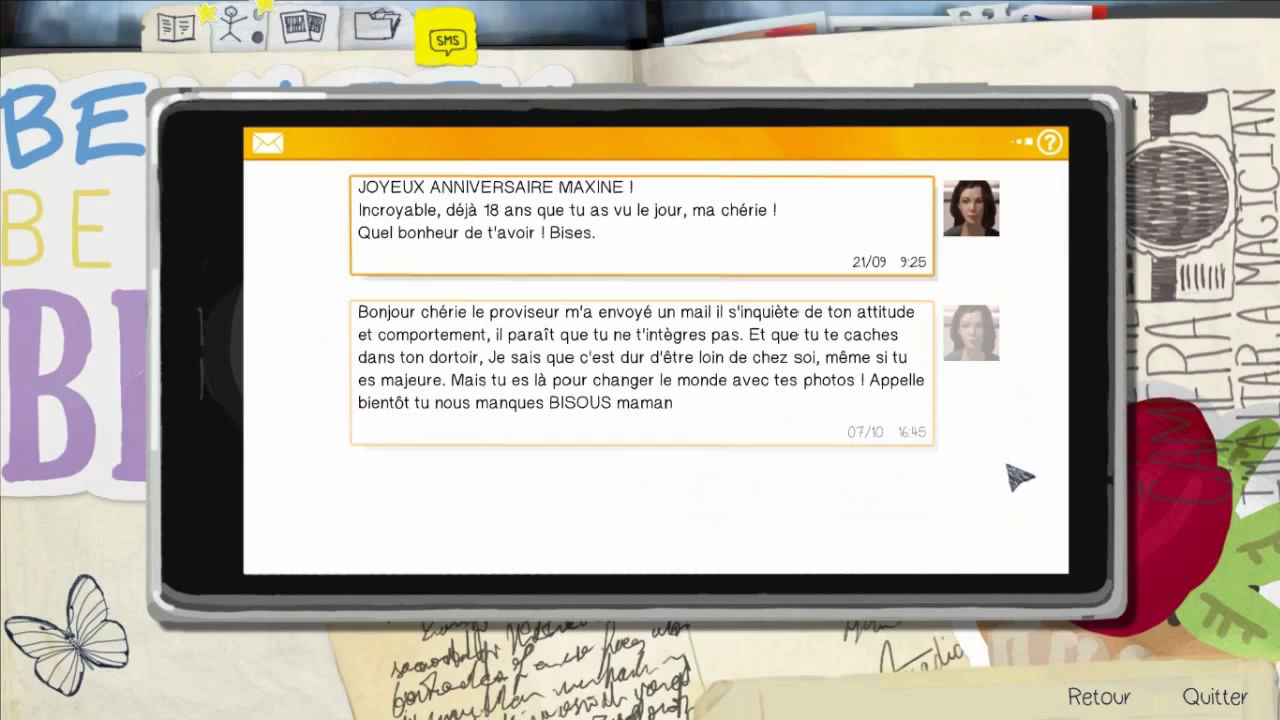 SMS
BE
BE
B
JOYEUX ANNIVERSAIRE MAXINE !
Incroyable, déjà 18 ans que tu as vu le jour, ma chérie !
Quel bonheur de t'avoir ! Bises.
21/09 9:25
Bonjour chérie le proviseur m'a envoyé un mail il s'inquiète de ton attitude
et comportement, il paraît que tu ne t'intègres pas. Et que tu te caches
dans ton dortoir, Je sais que c'est dur d'être loin de chez soi, même si tu
es majeure. Mais tu es là pour changer le monde avec tes photos ! Appelle
bientôt tu nous manques BISOUS maman
07/10 16:45
?
CAMERA
MAGICIAN
Retour
Quitter